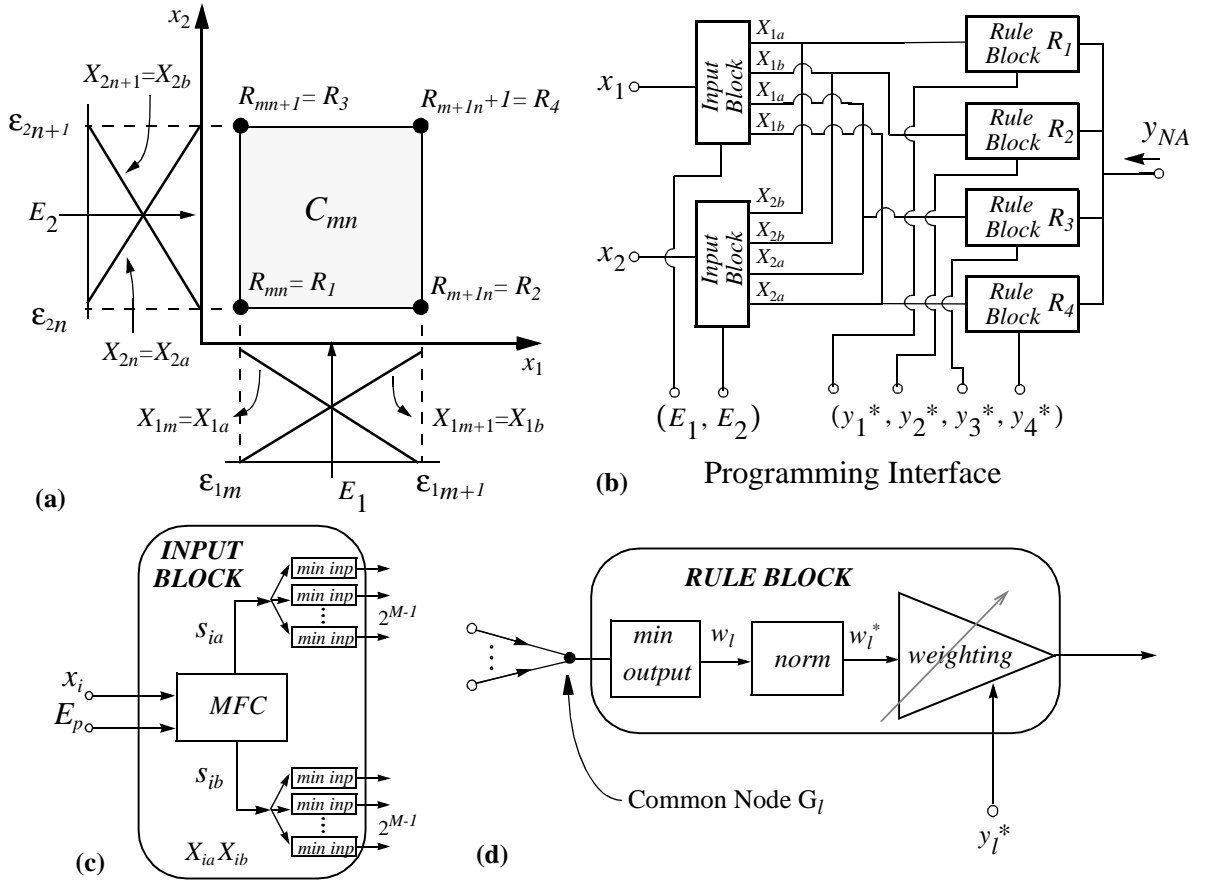 x2
X2n+1=X2b
Rmn+1= R3
Rm+1n+1= R4
ε2n+1
E2
Cmn
Rmn= R1
Rm+1n= R2
ε2n
X2n=X2a
x1
X1m=X1a
X1m+1=X1b
ε1m
E1
ε1m+1
(a)
x1
Input Block
X1a
X1b
X1a
X1b
x2
Input Block
X2b
X2b
X2a
X2a
Rule Block R1
Rule Block R2
Rule Block R3
Rule Block R4
yNA
(E1, E2)
(y1*, y2*, y3*, y4*)
(b)
Programming Interface
INPUT
BLOCK
min inp
min inp
min inp
2M-1
sia
xi
Ep
MFC
sib
min inp
min inp
min inp
2M-1
XiaXib
(c)
RULE BLOCK
min
output
wl
norm
wl*
weighting
Common Node Gl
yl*
(d)